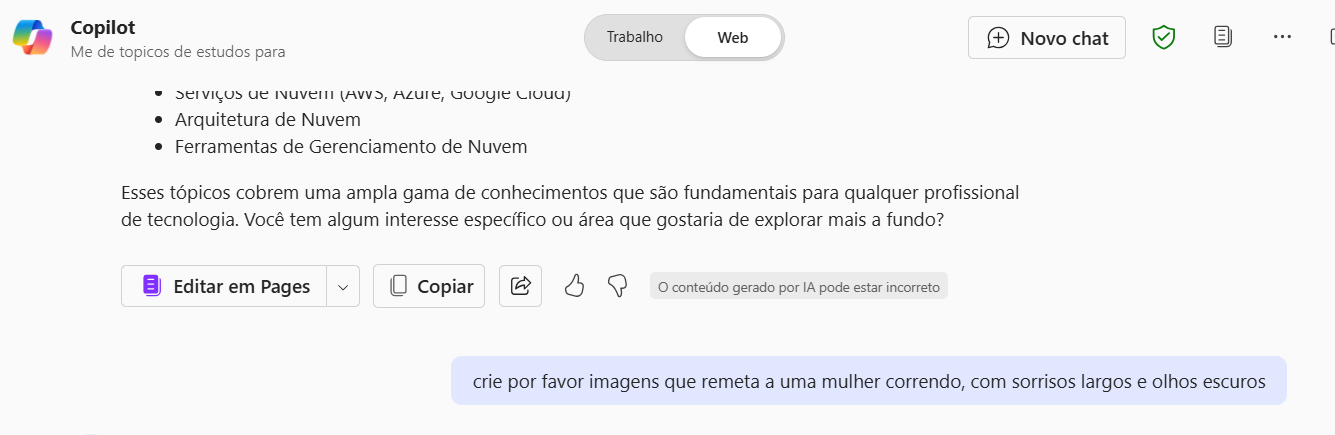 Copilot
Me de topicos de estudos para
Trabalho
Web
Novo chat
Serviços de Nuvem (AWS, Azure, Google Cloud)
Arquitetura de Nuvem
Ferramentas de Gerenciamento de Nuvem
Esses tópicos cobrem uma ampla gama de conhecimentos que são fundamentais para qualquer profissional
de tecnologia. Você tem algum interesse específico ou área que gostaria de explorar mais a fundo?
Editar em Pages
Copiar
O conteúdo gerado por IA pode estar incorreto
crie por favor imagens que remeta a uma mulher correndo, com sorrisos largos e olhos escuros